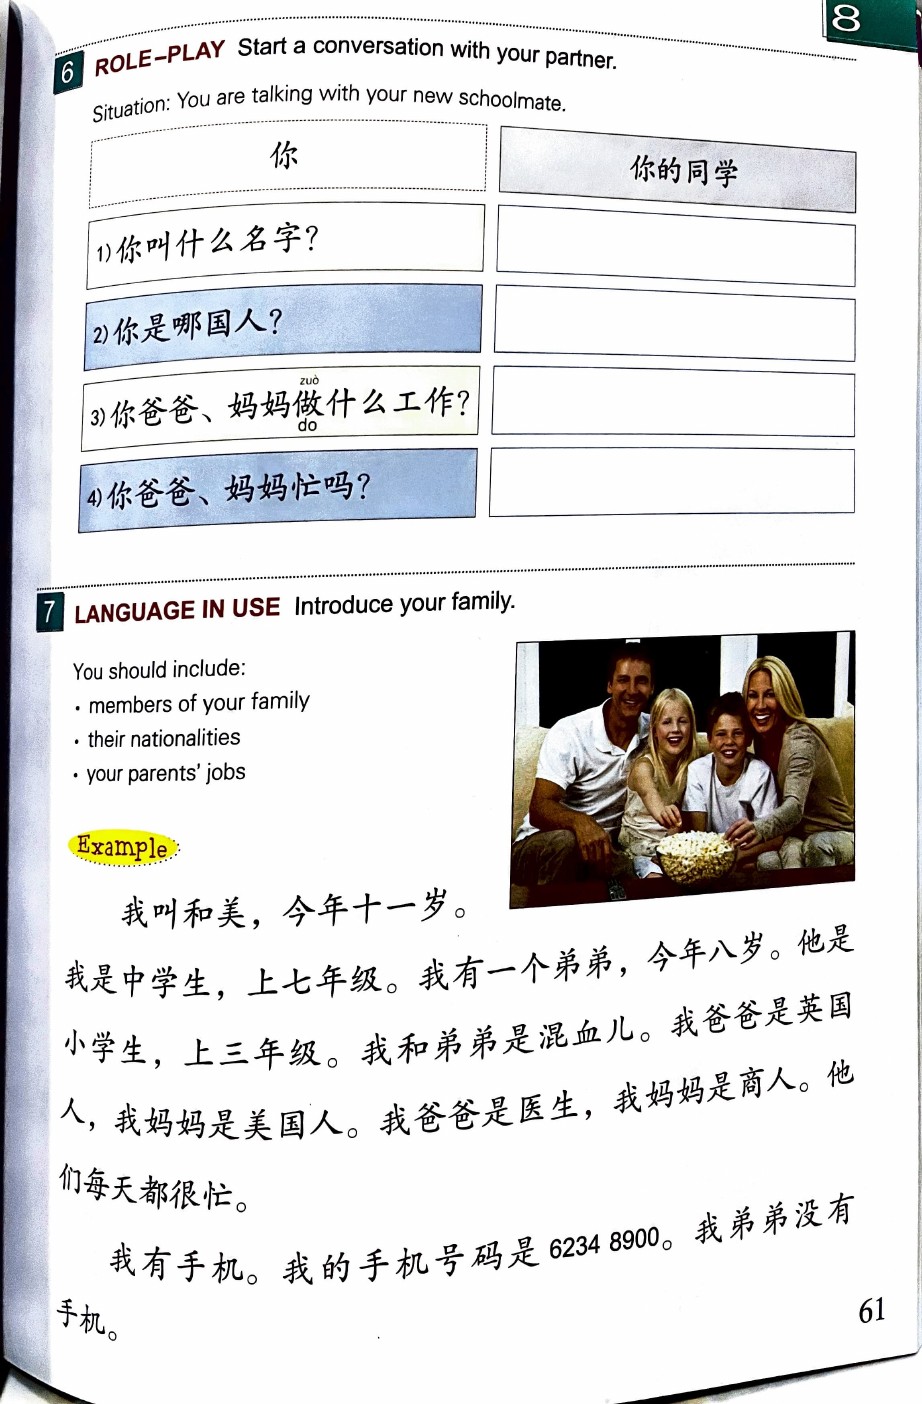 8
6 ROLE-PLAY Start a conversation with your partner.
Situation: You are talking with your new schoolmate.
你
你的同学
1) 你叫什么名字?
2) 你是哪国人?
zuò
3) 你爸爸、妈妈做什么工作?
do
4) 你爸爸、妈妈忙吗?
7 LANGUAGE IN USE Introduce your family.
You should include:
• members of your family
• their nationalities
• your parents' jobs
Example
我叫和美，今年十一岁。
我是中学生，上七年级。我有一个弟弟，今年八岁。他是
小学生，上三年级。我和弟弟是混血儿。我爸爸是英国
人，我妈妈是美国人。我爸爸是医生，我妈妈是商人。他
们每天都很忙。
我有手机。我的手机号码是 6234 8900。我弟弟没有
手机。
61